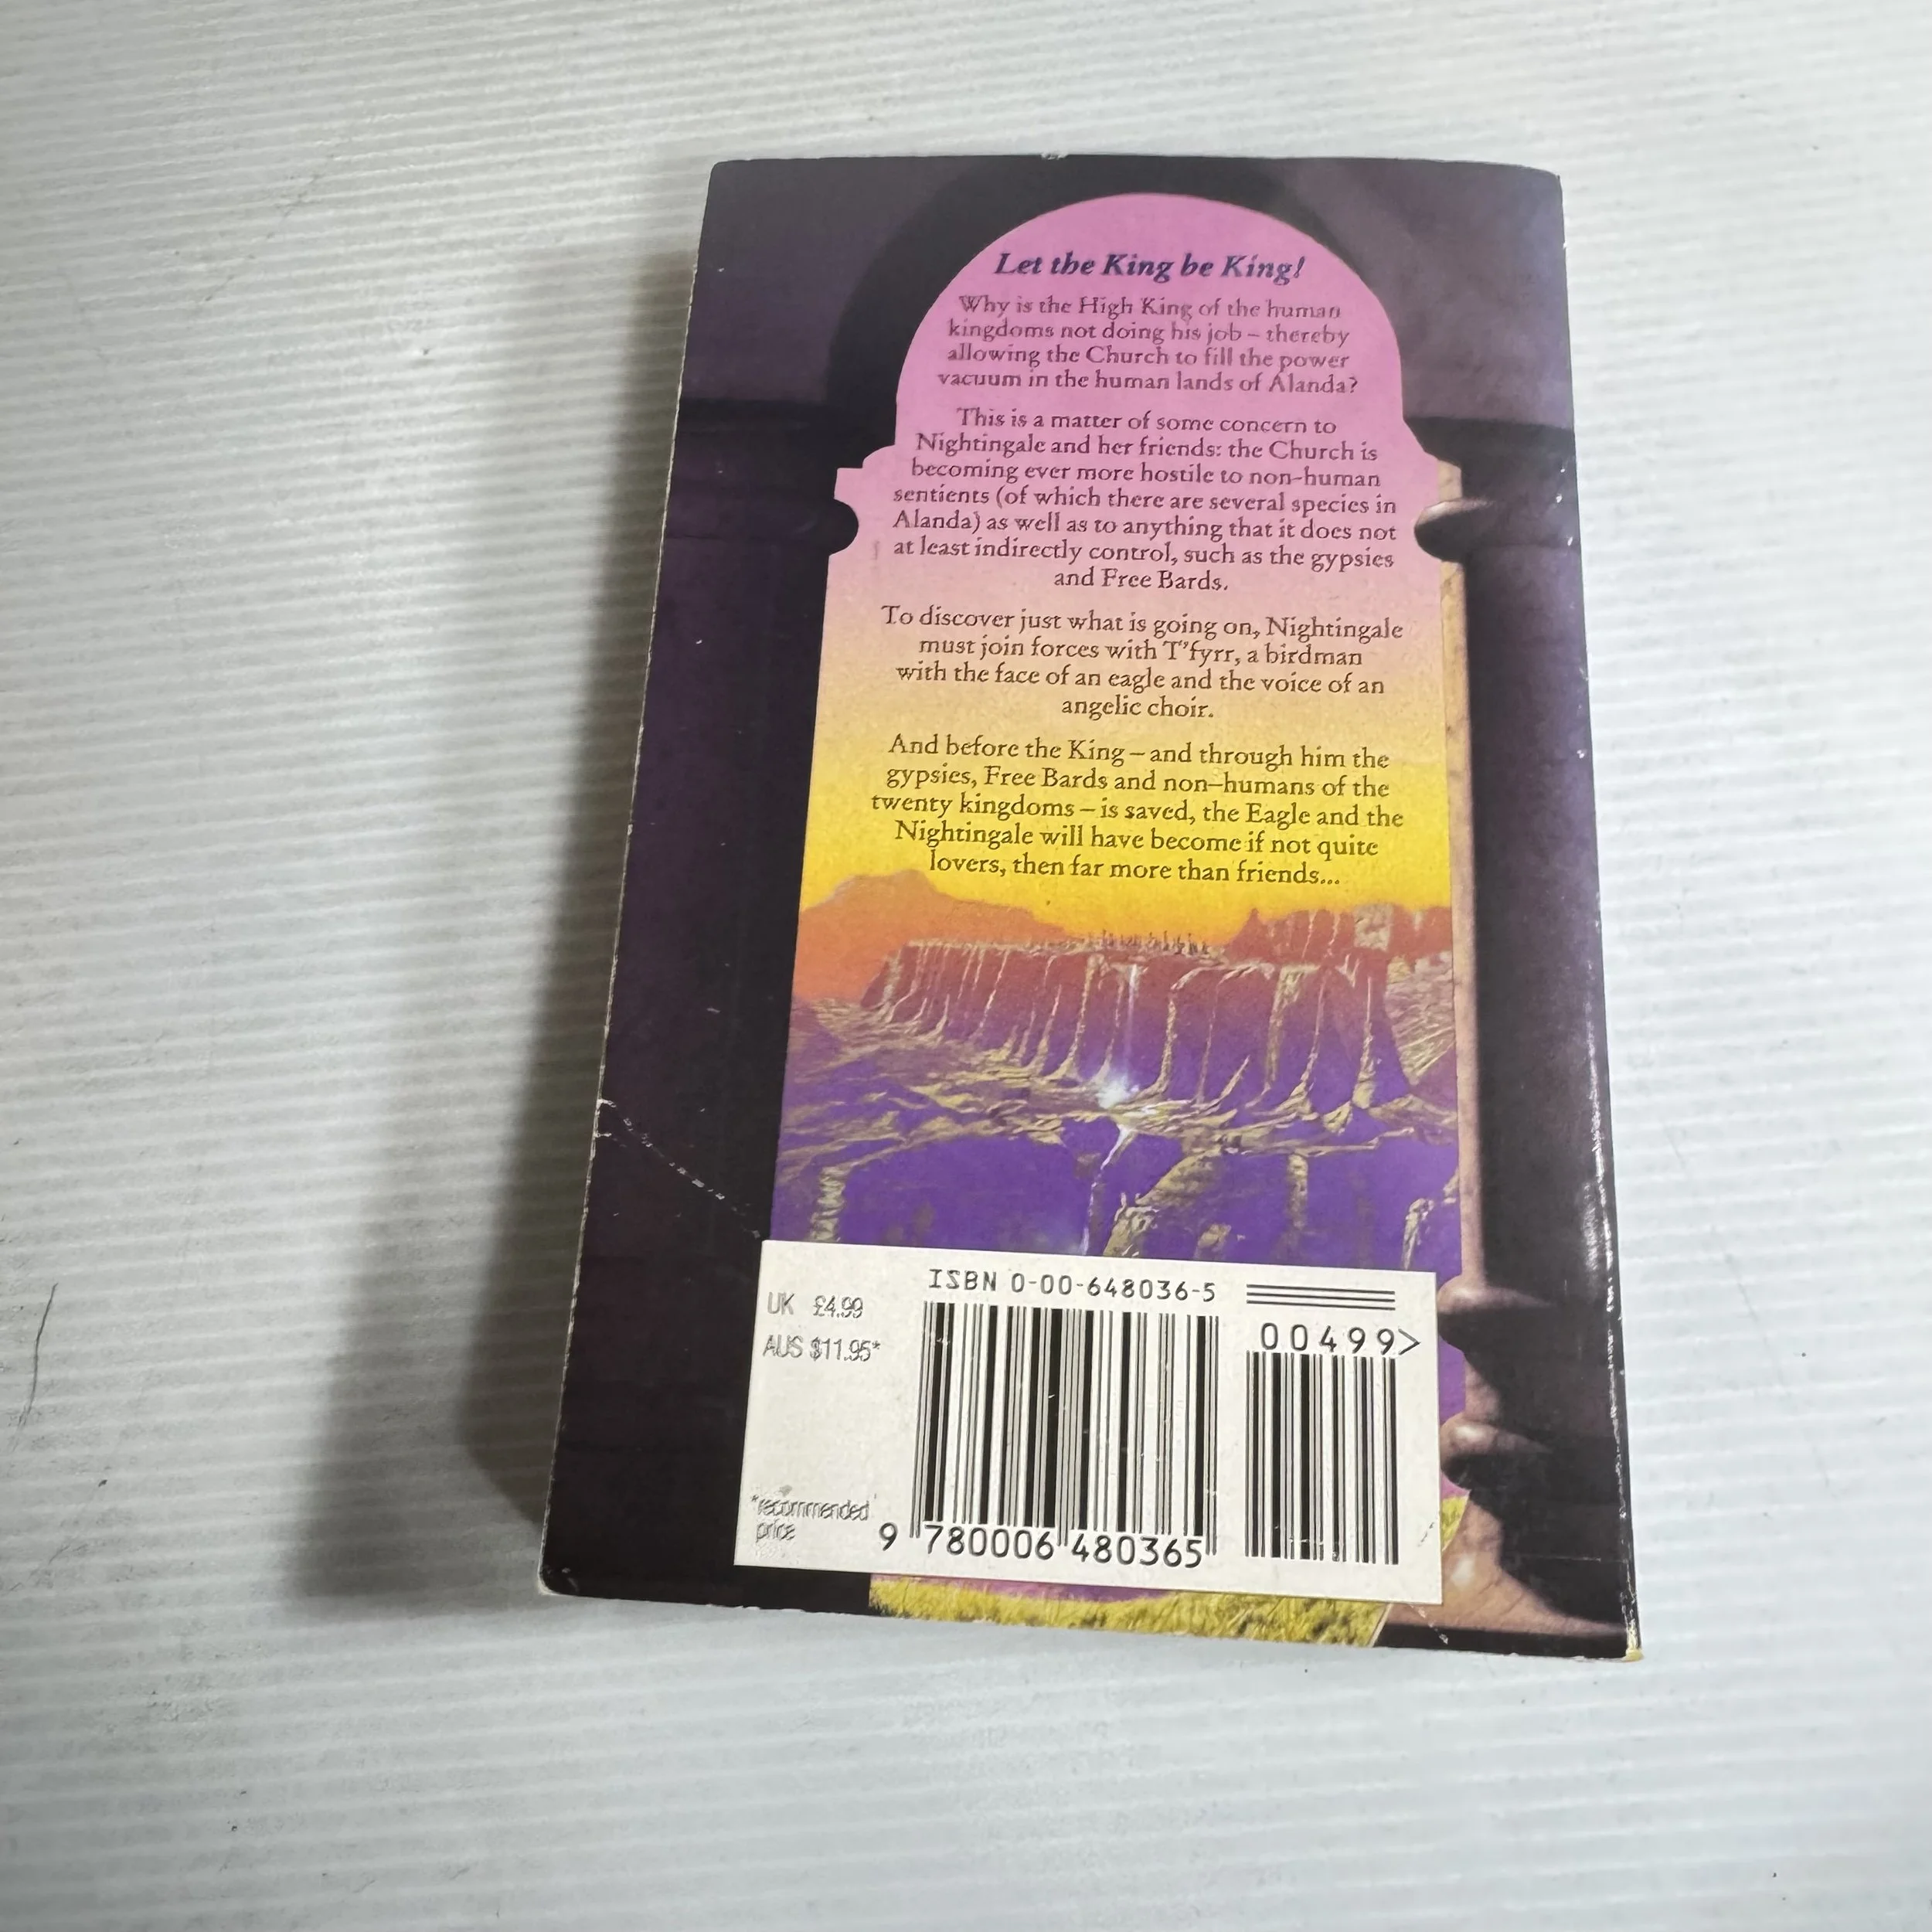 Let the King be King!
Why is the High King of the human
kingdoms not doing his job – thereby
allowing the Church to fill the power
vacuum in the human lands of Alanda?
This is a matter of some concern to
Nightingale and her friends: the Church is
becoming ever more hostile to non-human
sentients (of which there are several species in
Alanda) as well as to anything that it does not
at least indirectly control, such as the gypsies
and Free Bards.
To discover just what is going on, Nightingale
must join forces with T'fyrr, a birdman
with the face of an eagle and the voice of an
angelic choir.
And before the King – and through him the
gypsies, Free Bards and non–humans of the
twenty kingdoms – is saved, the Eagle and the
Nightingale will have become if not quite
lovers, then far more than friends...
ISBN 0-00-648036-5
UK £4.99
AUS $11.95*
00499>
*recommended
price
9 780006 480365